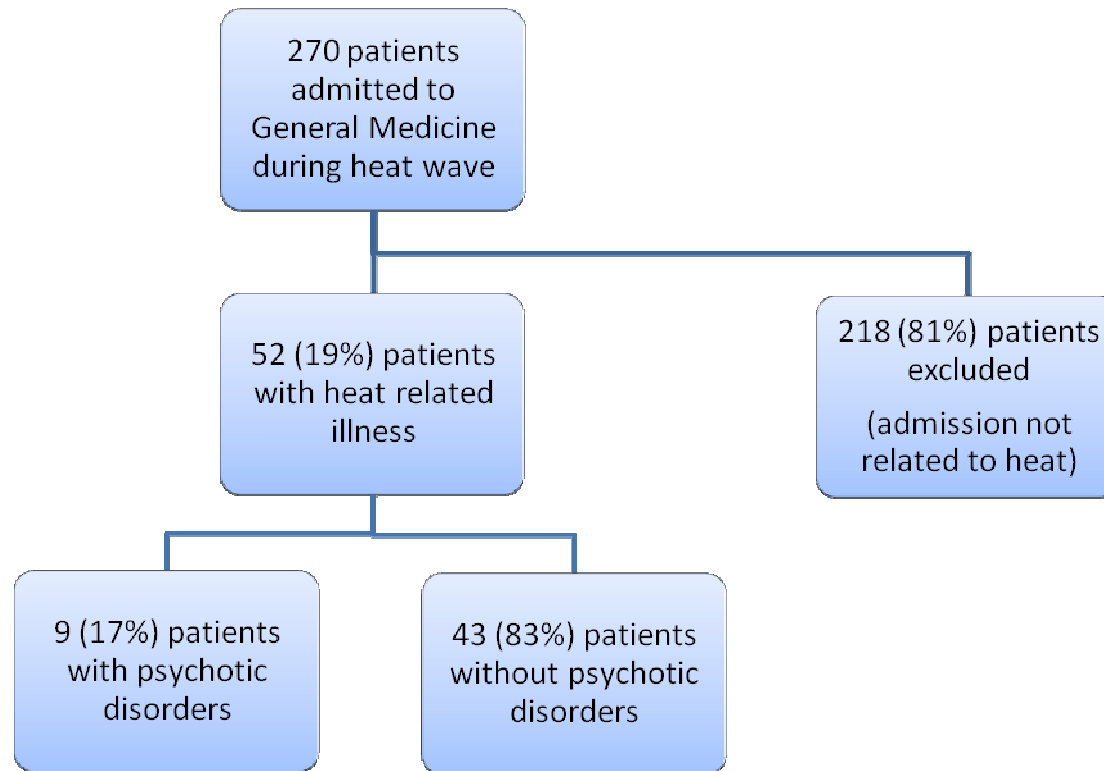 270 patients
admitted to
General Medicine
during heat wave
52 (19%) patients
with heat related
illness
218 (81%) patients
excluded
(admission not
related to heat)
9 (17%) patients
with psychotic
disorders
43 (83%) patients
without psychotic
disorders